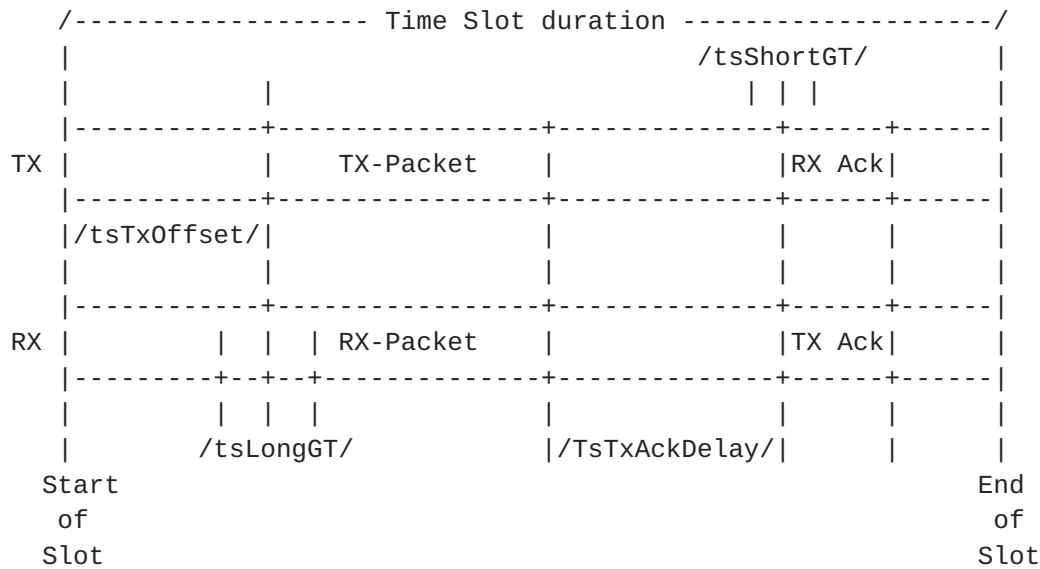 /------------------- Time Slot duration --------------------/
|                                        /tsShortGT/        |
|            |                              | | |           |
|------------+-----------------+--------------+------+------|
TX |            |    TX-Packet    |              |RX Ack|      |
|------------+-----------------+--------------+------+------|
|/tsTxOffset/|                 |              |      |      |
|            |                 |              |      |      |
|------------+-----------------+--------------+------+------|
RX |         |  |  | RX-Packet    |              |TX Ack|      |
|---------+--+--+--------------+--------------+------+------|
|         |  |  |              |              |      |      |
|        /tsLongGT/            |/TsTxAckDelay/|      |      |
Start End
of of
Slot Slot